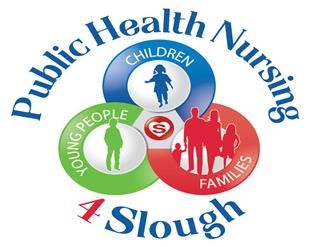 Public Health Nursing
CHILDREN
YOUNG PEOPLE
S
FAMILIES
4 Slough